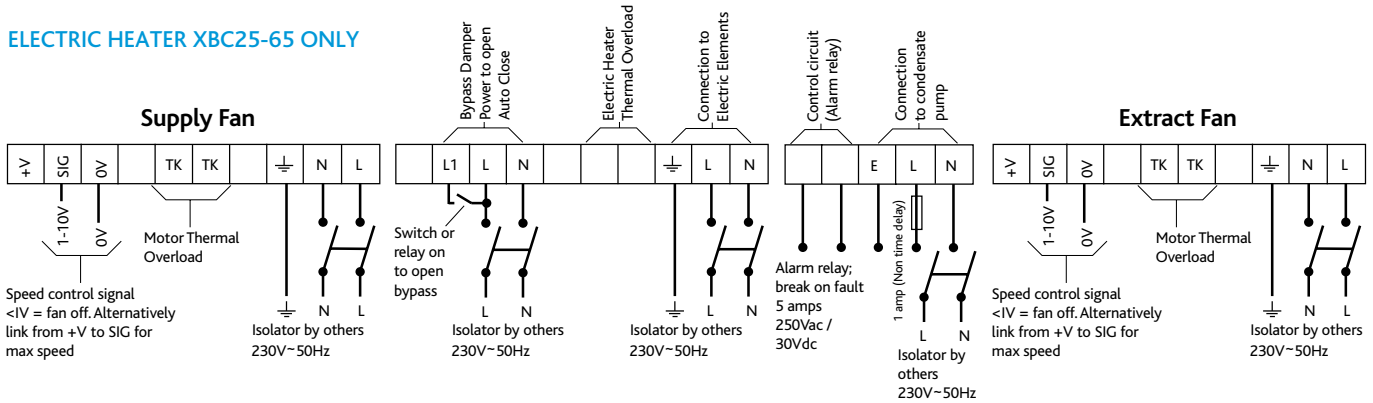 ELECTRIC HEATER XBC25-65 ONLY
Supply Fan
+V SIG 0V TK TK N L
1-10V
0V
Motor Thermal
Overload
Speed control signal
<IV = fan off. Alternatively
link from +V to SIG for
max speed
N L
Isolator by others
230V~50Hz
Bypass Damper
Power to open
Auto Close
Electric Heater
Thermal Overload
Connection to
Electric Elements
L1 L N L N
Switch or
relay on
to open
bypass
L N
Isolator by others
230V~50Hz
L N
Isolator by others
230V~50Hz
Control circuit
(Alarm relay)
Connection
to condensate
pump
E L N
Alarm relay;
break on fault
5 amps
250Vac /
30Vdc
1 amp (Non time delay)
L N
Isolator by
others
230V~50Hz
Extract Fan
+V SIG 0V TK TK N L
1-10V
0V
Motor Thermal
Overload
Speed control signal
<IV = fan off. Alternatively
link from +V to SIG for
max speed
N L
Isolator by others
230V~50Hz